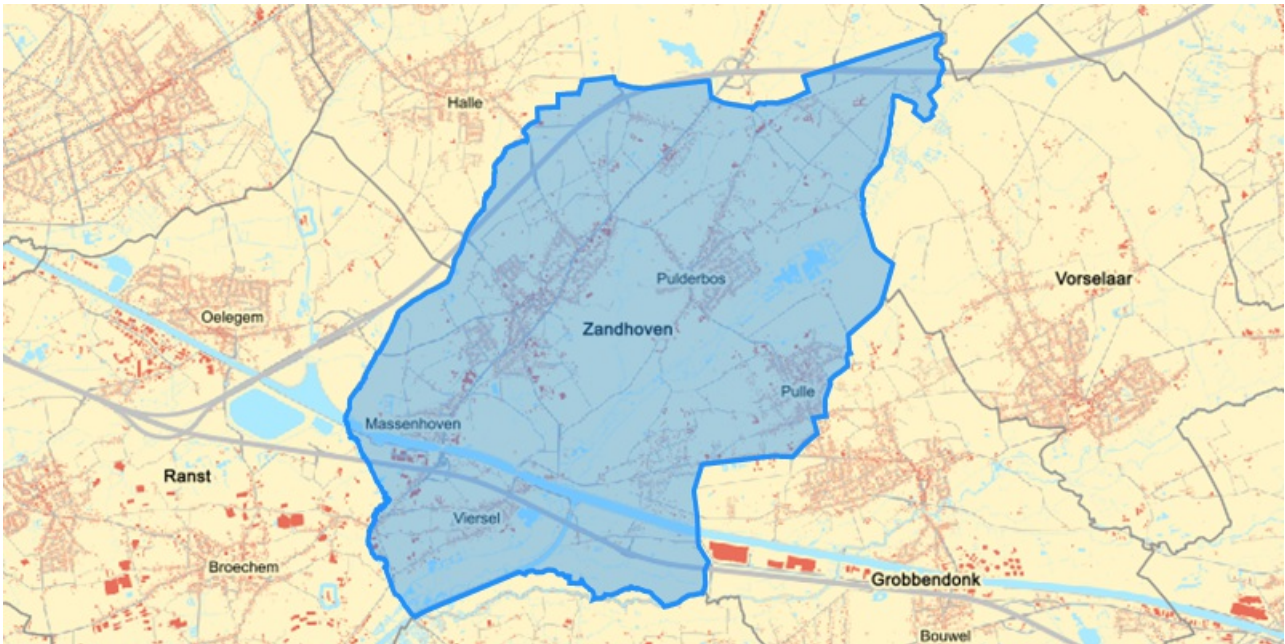 Halle
Pulderbos
Vorselaar
Oelegem
Zandhoven
Pulle
Massenhoven
Ranst
Viersel
Broechem
Grobbendonk
Bouwel